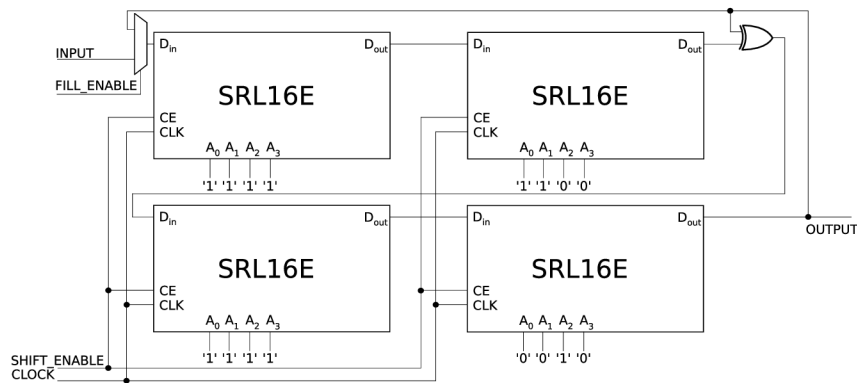 INPUT
FILL_ENABLE
Din Dout
SRL16E
CE
CLK
A0 A1 A2 A3
'1' '1' '1' '1'
Din Dout
SRL16E
CE
CLK
A0 A1 A2 A3
'1' '1' '0' '0'
Din Dout
SRL16E
CE
CLK
A0 A1 A2 A3
'1' '1' '1' '1'
Din Dout
SRL16E
CE
CLK
A0 A1 A2 A3
'0' '0' '1' '0'
OUTPUT
SHIFT_ENABLE
CLOCK